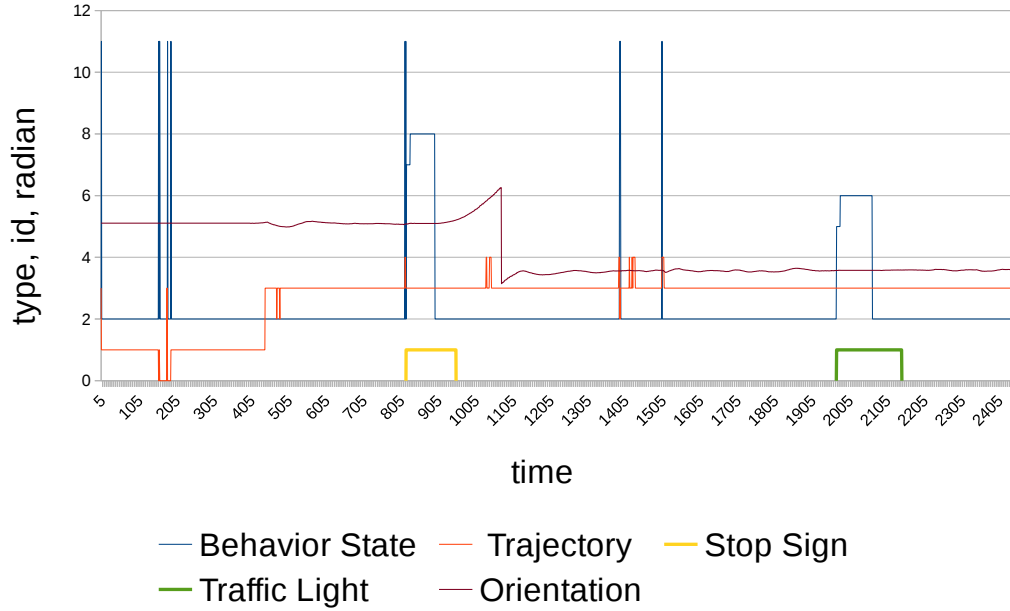 type, id, radian
12
10
8
6
4
2
0
5 105 205 305 405 505 605 705 805 905 1005 1105 1205 1305 1405 1505 1605 1705 1805 1905 2005 2105 2205 2305 2405
time
Behavior State Trajectory Stop Sign
Traffic Light Orientation